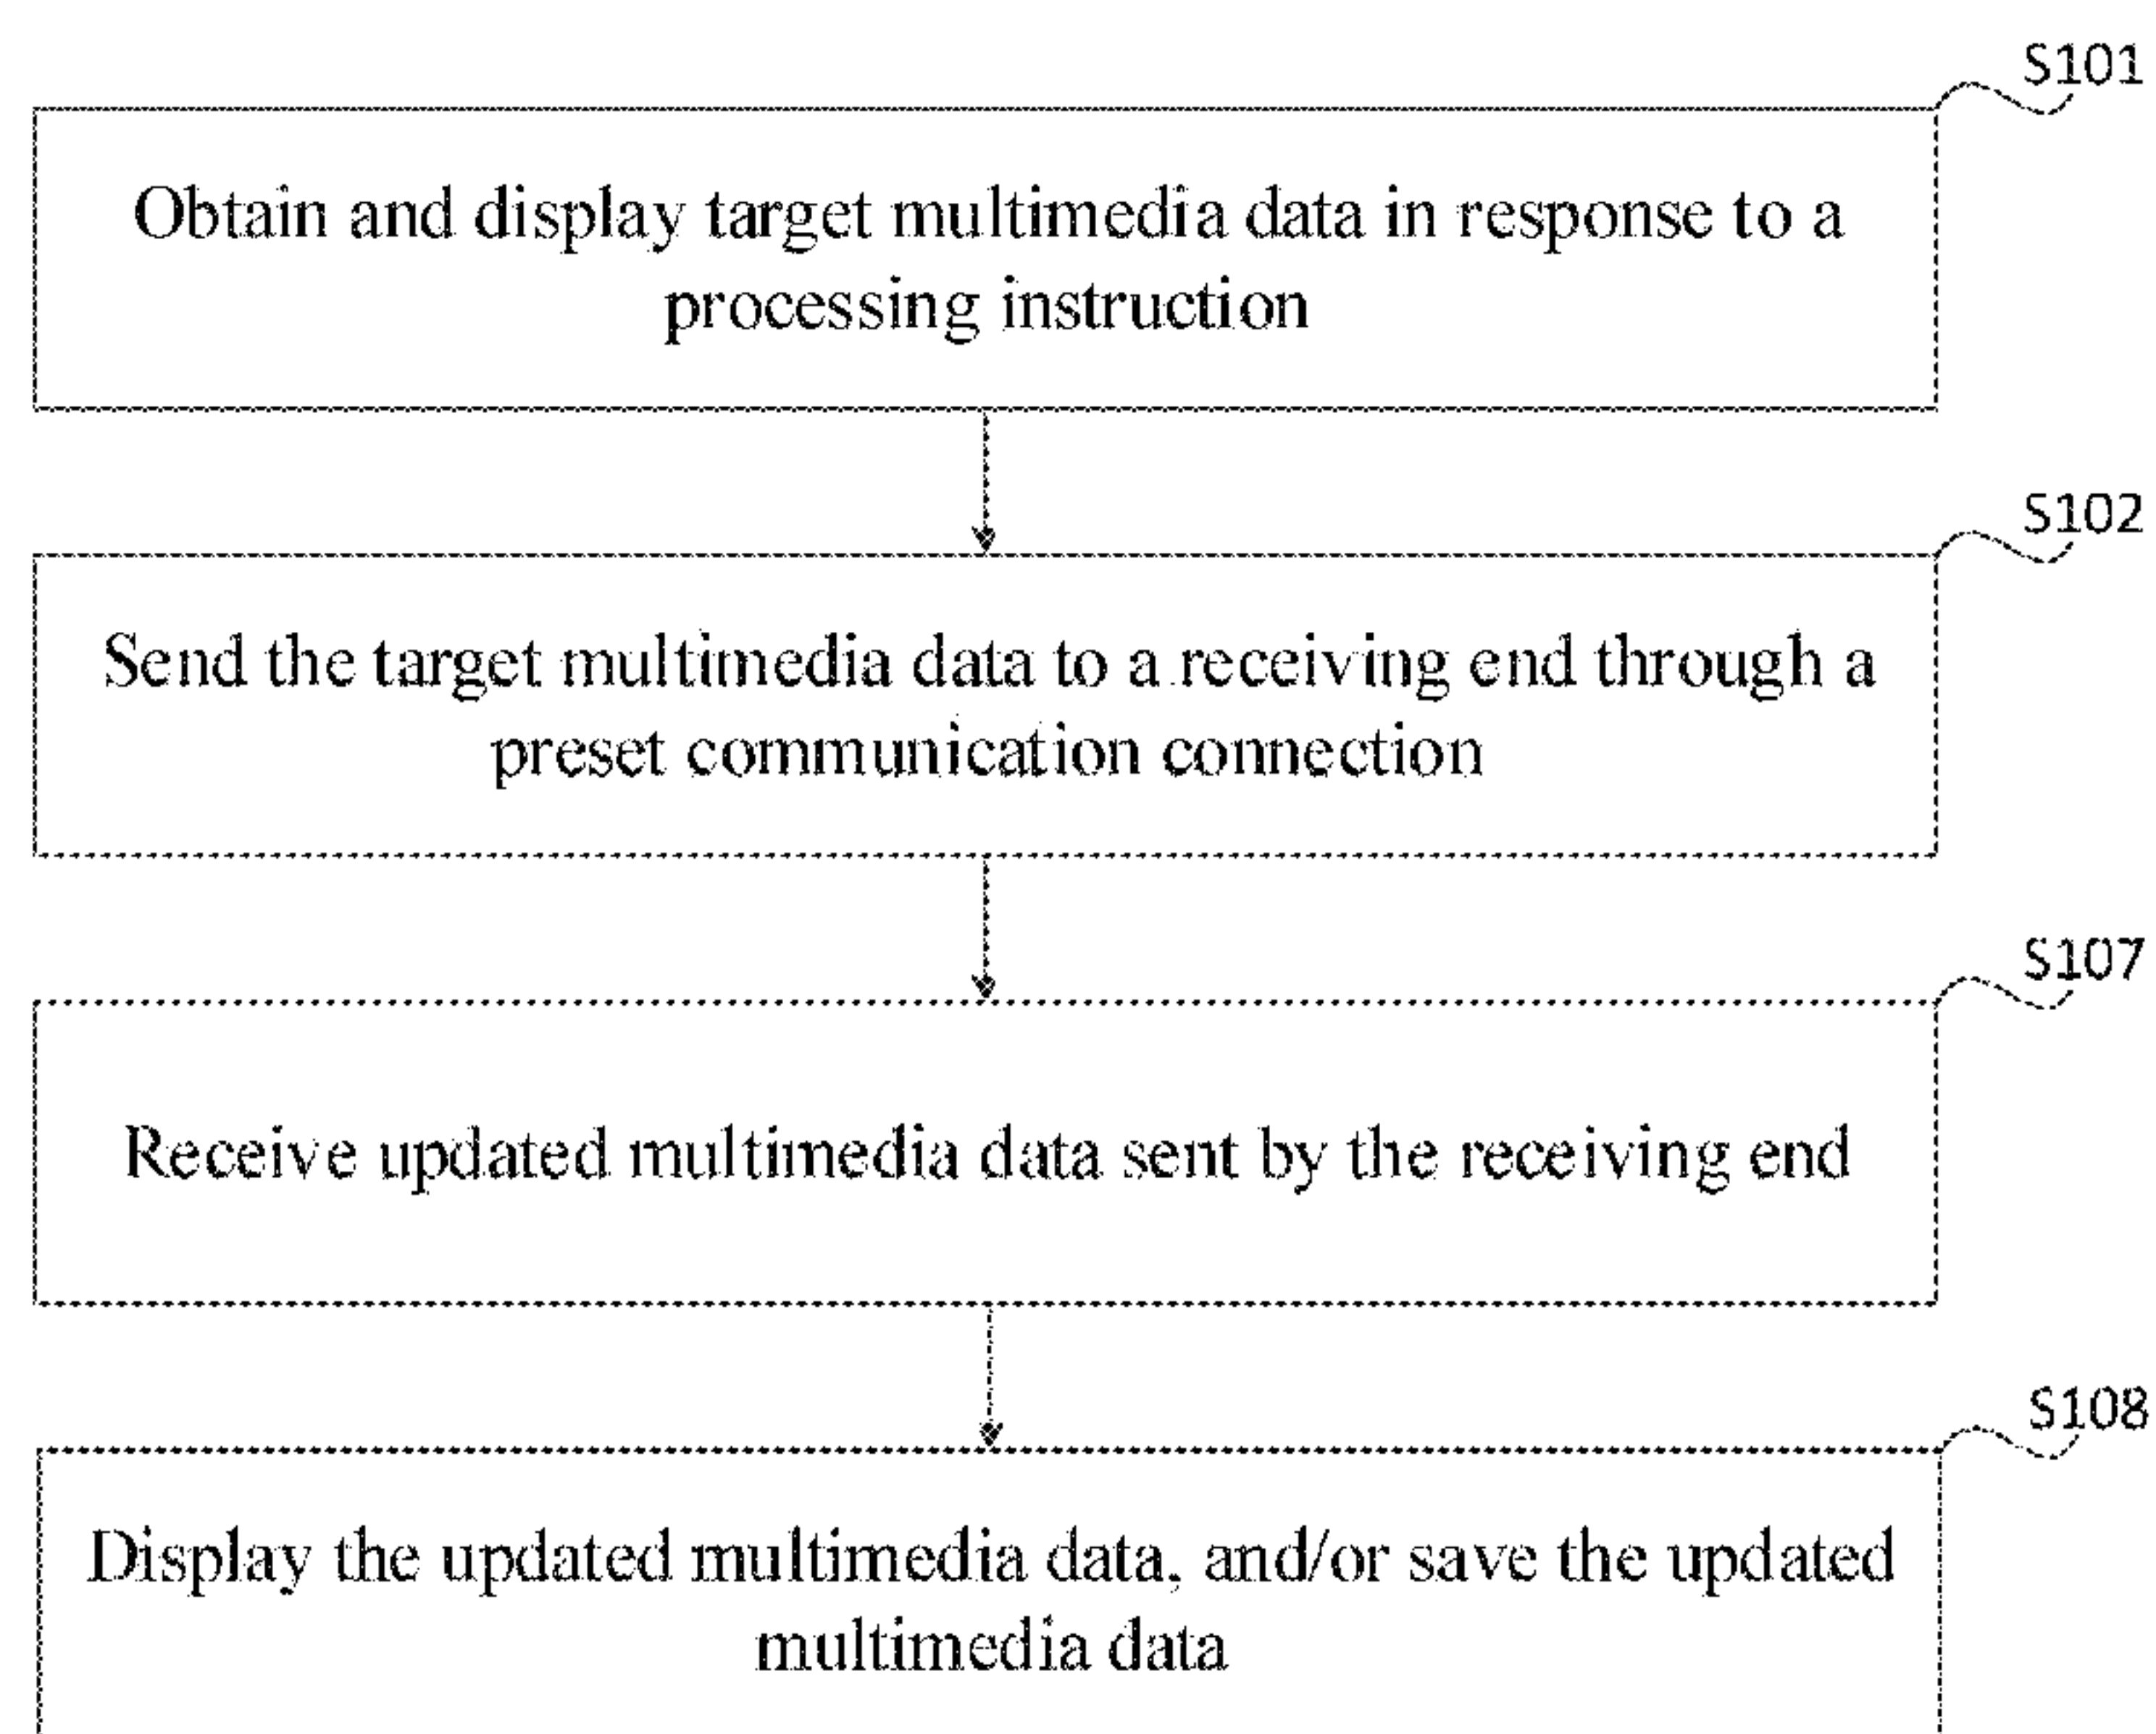 S101
Obtain and display target multimedia data in response to a
processing instruction
S102
Send the target multimedia data to a receiving end through a
preset communication connection
S107
Receive updated multimedia data sent by the receiving end
S108
Display the updated multimedia data, and/or save the updated
multimedia data